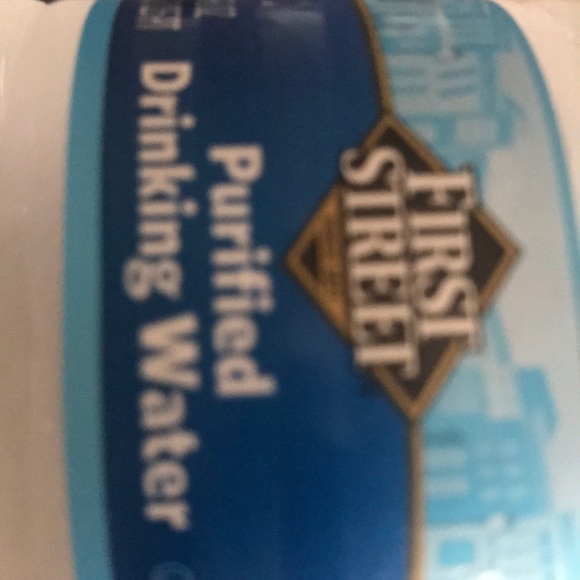 FIRST
STREET
Purified
Drinking Water